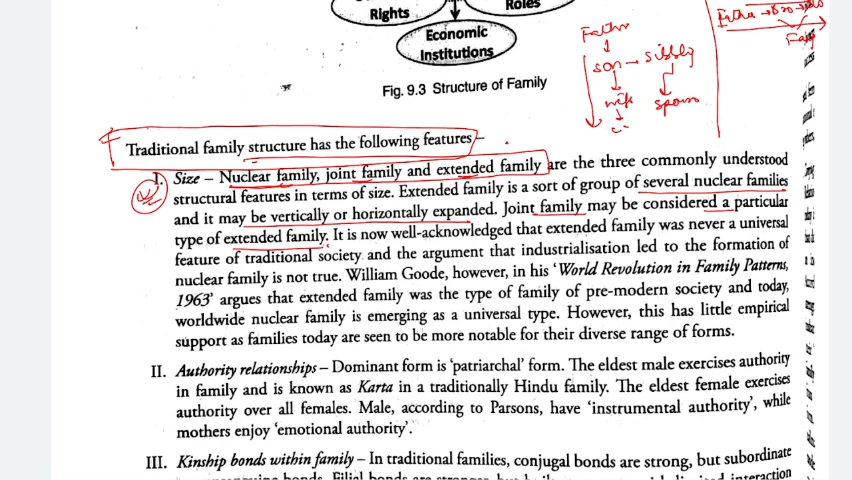 Rights
Roles
Economic
Institutions
Fig. 9.3 Structure of Family
Father
son → sibling
wife
spouse
Traditional family structure has the following features –
I. Size – Nuclear family, joint family and extended family are the three commonly understood
structural features in terms of size. Extended family is a sort of group of several nuclear families
and it may be vertically or horizontally expanded. Joint family may be considered a particular
type of extended family. It is now well-acknowledged that extended family was never a universal
feature of traditional society and the argument that industrialisation led to the formation of
nuclear family is not true. William Goode, however, in his ‘World Revolution in Family Patterns,
1963’ argues that extended family was the type of family of pre-modern society and today,
worldwide nuclear family is emerging as a universal type. However, this has little empirical
support as families today are seen to be more notable for their diverse range of forms.
II. Authority relationships – Dominant form is ‘patriarchal’ form. The eldest male exercises authority
in family and is known as Karta in a traditionally Hindu family. The eldest female exercises
authority over all females. Male, according to Parsons, have ‘instrumental authority’, while
mothers enjoy ‘emotional authority’.
III. Kinship bonds within family – In traditional families, conjugal bonds are strong, but subordinate